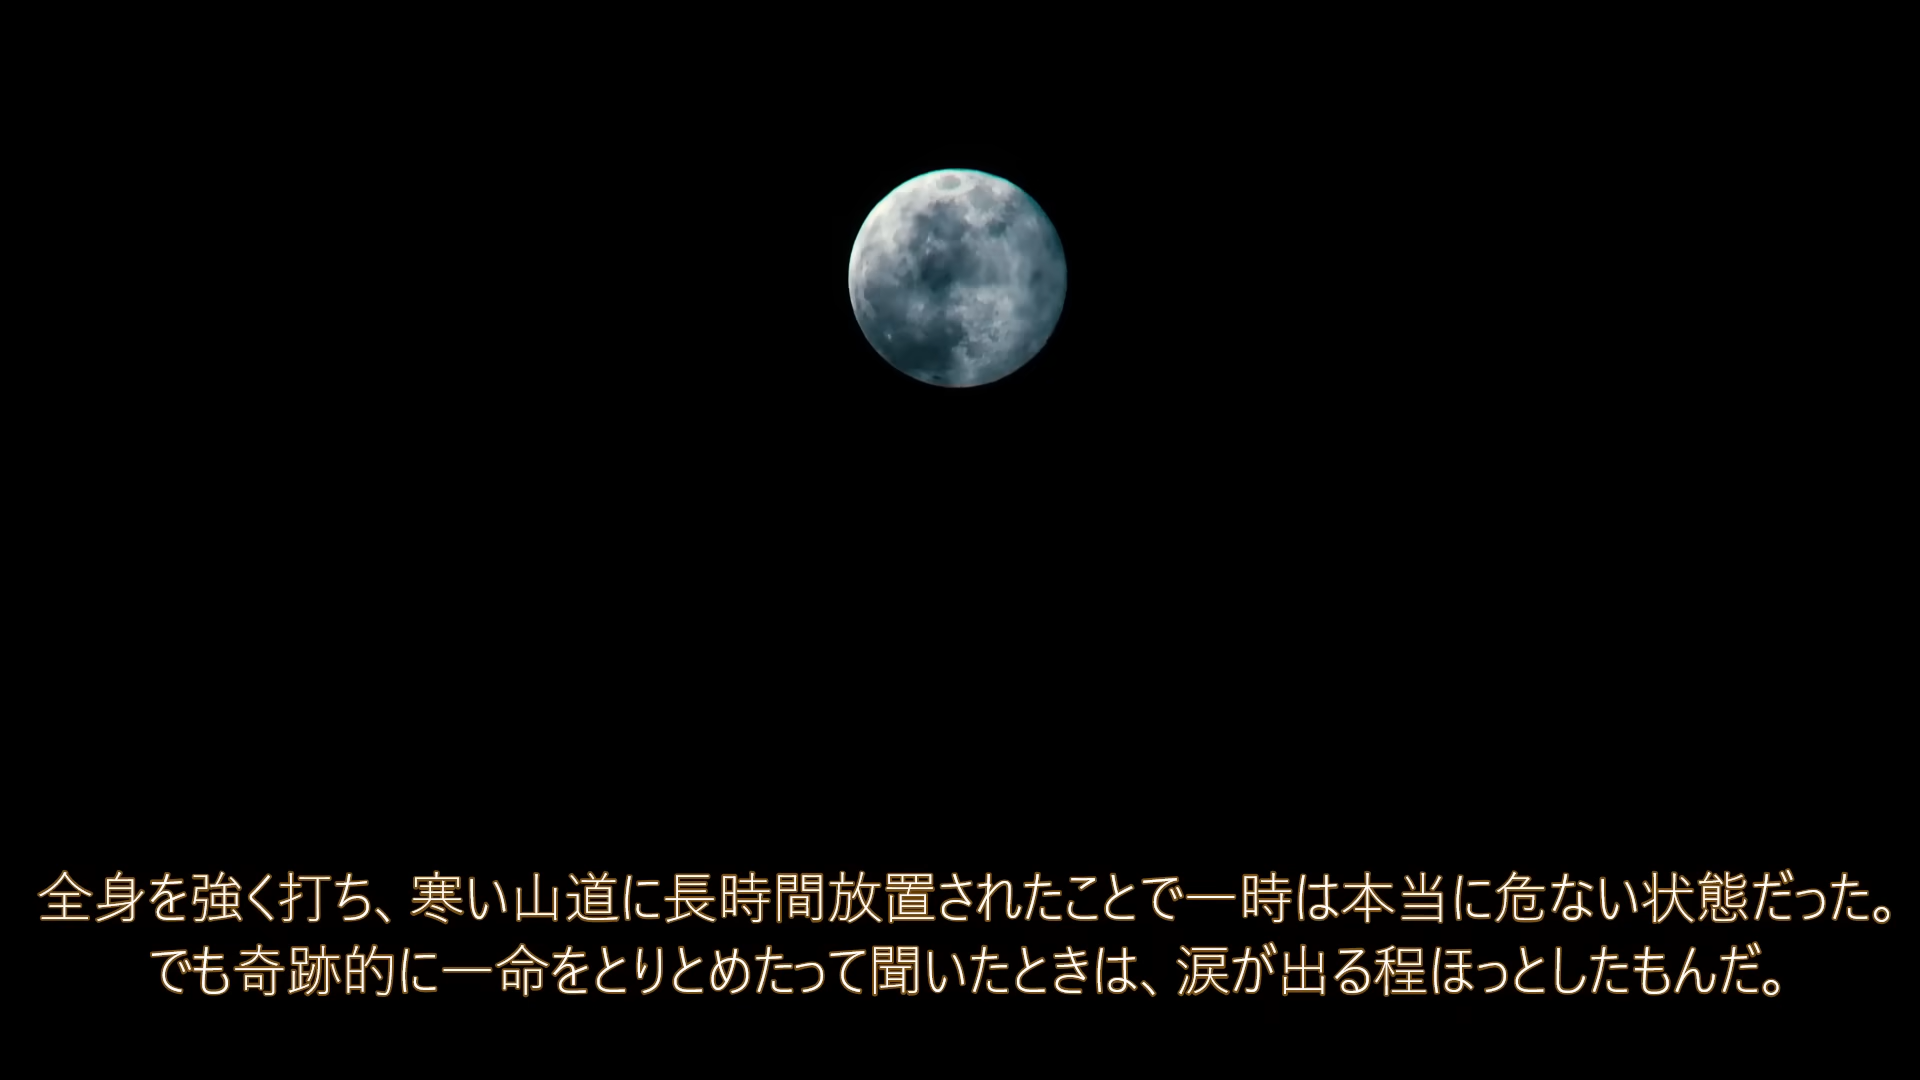 全身を強く打ち、寒い山道に長時間放置されたことで一時は本当に危ない状態だった。
でも奇跡的に一命をとりとめたって聞いたときは、涙が出る程ほっとしたもんだ。